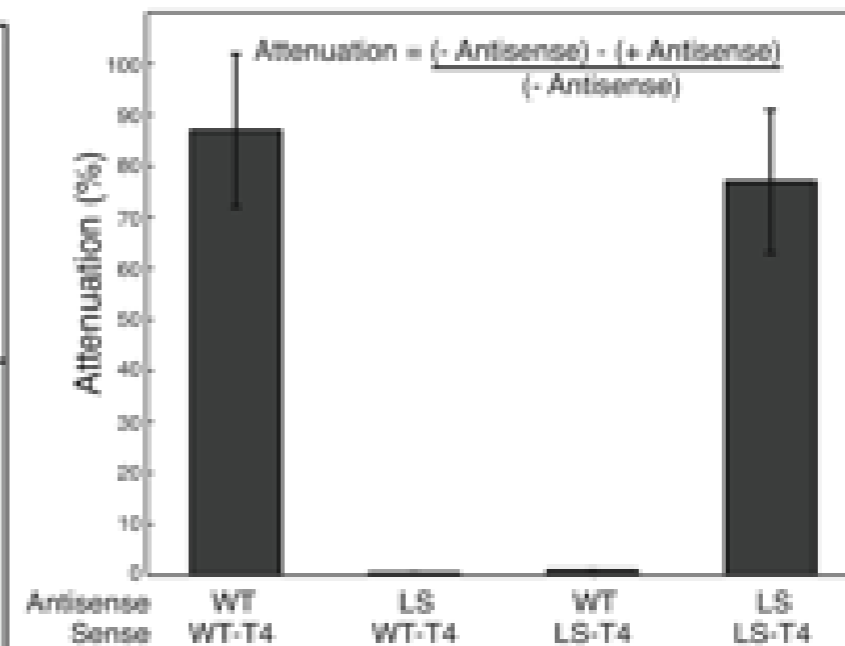 Attenuation = (- Antisense) - (+ Antisense)
(- Antisense)
Attenuation (%)
100
90
80
70
60
50
40
30
20
10
0
Antisense WT LS WT LS
Sense WT-T4 WT-T4 LS-T4 LS-T4